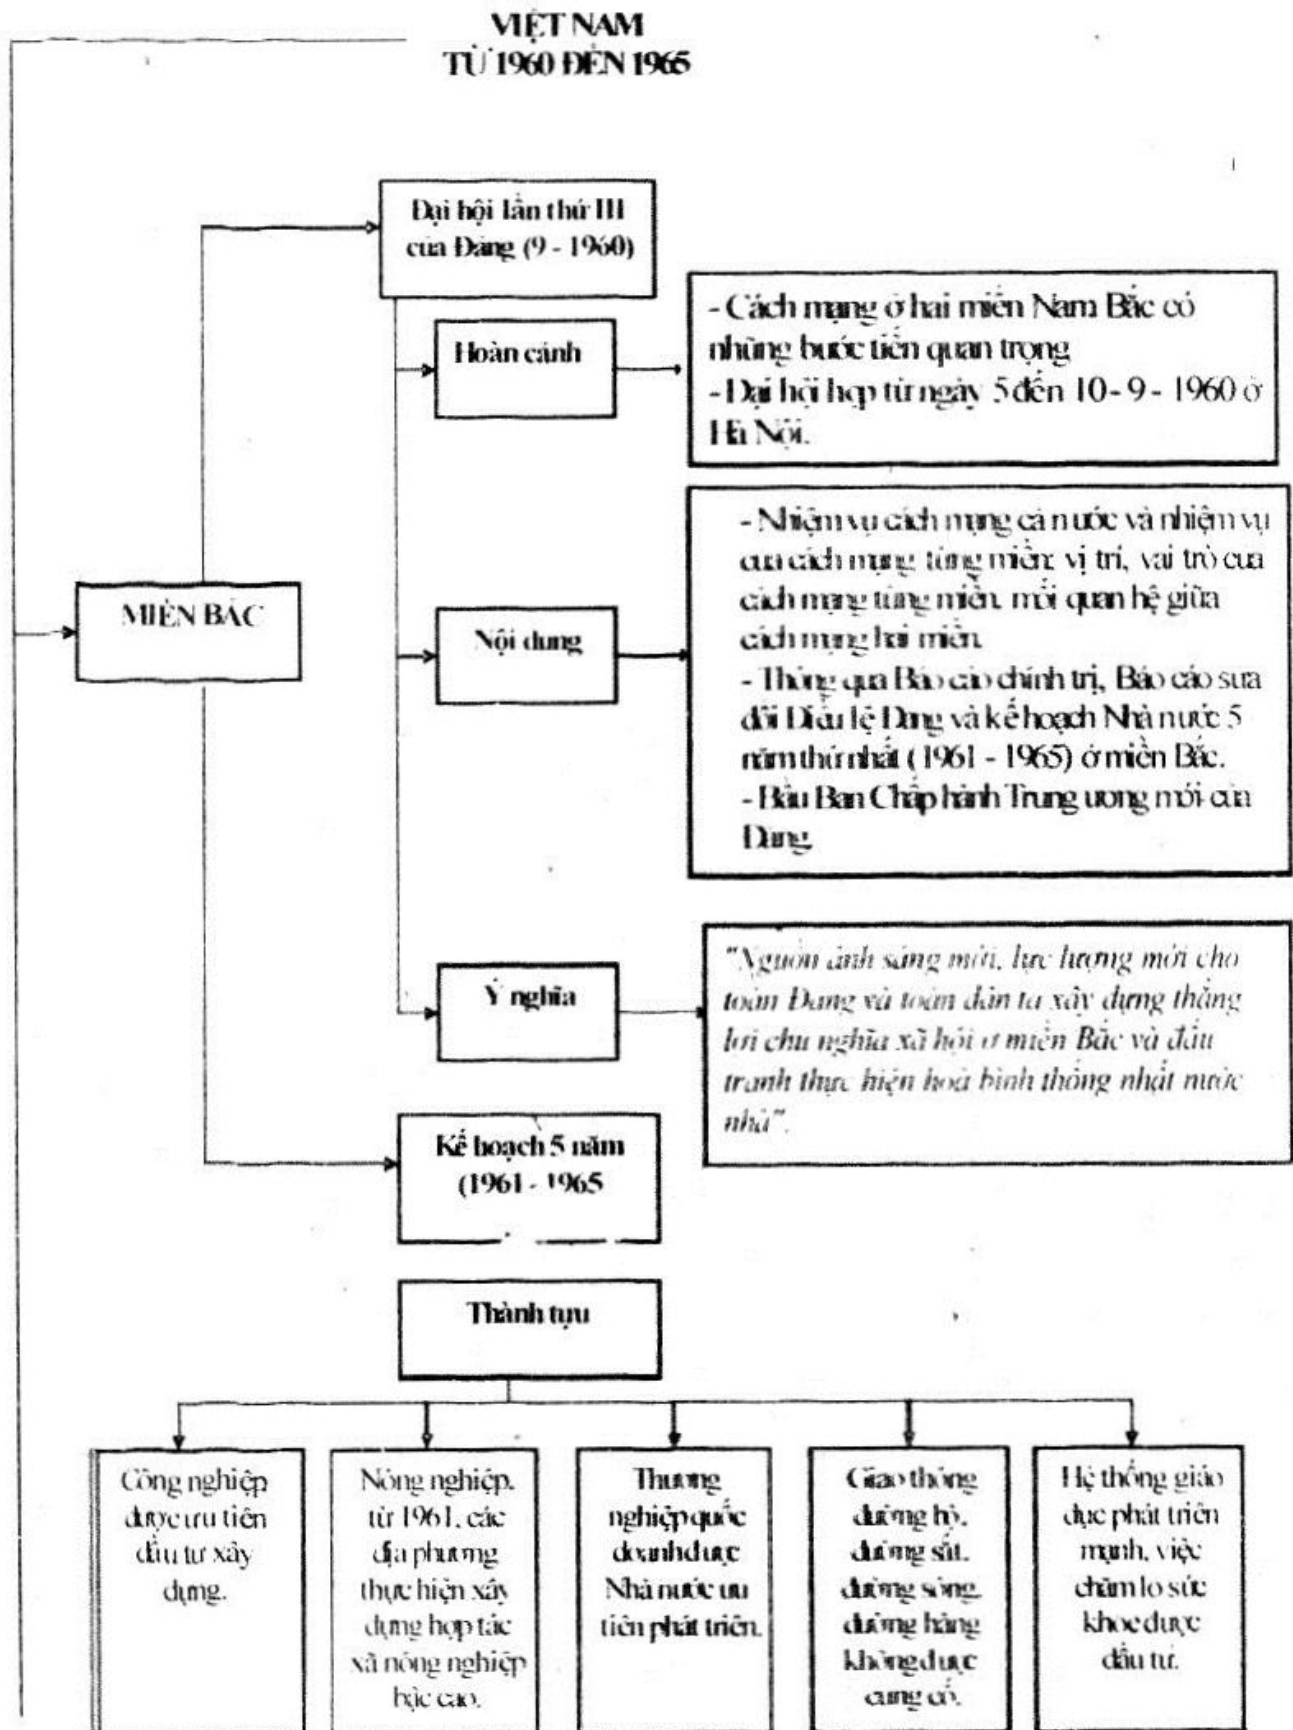 VIỆT NAM
TỪ 1960 ĐẾN 1965
Đại hội lần thứ III
của Đảng (9 - 1960)
Hoàn cảnh
- Cách mạng ở hai miền Nam Bắc có
những bước tiến quan trọng
- Đại hội họp từ ngày 5 đến 10 - 9 - 1960 ở
Hà Nội.
MIỀN BẮC
Nội dung
- Nhiệm vụ cách mạng cả nước và nhiệm vụ
của cách mạng từng miền: vị trí, vai trò của
cách mạng từng miền. mối quan hệ giữa
cách mạng hai miền.
- Thông qua Báo cáo chính trị, Báo cáo sửa
đổi Điều lệ Đảng và kế hoạch Nhà nước 5
năm thứ nhất (1961 - 1965) ở miền Bắc.
- Bầu Ban Chấp hành Trung ương mới của
Đảng.
Ý nghĩa
"Nguồn ánh sáng mới, lực lượng mới cho
toàn Đảng và toàn dân ta xây dựng thắng
lợi chủ nghĩa xã hội ở miền Bắc và đấu
tranh thực hiện hoà bình thống nhất nước
nhà".
Kế hoạch 5 năm
(1961 - 1965
Thành tựu
Công nghiệp
được ưu tiên
đầu tư xây
dựng.
Nông nghiệp,
từ 1961, các
địa phương
thực hiện xây
dựng hợp tác
xã nông nghiệp
bậc cao.
Thương
nghiệp quốc
doanh được
Nhà nước ưu
tiên phát triển.
Giao thông
đường bộ,
đường sắt,
đường sông,
đường hàng
không được
củng cố.
Hệ thống giáo
dục phát triển
mạnh, việc
chăm lo sức
khoẻ được
đầu tư.